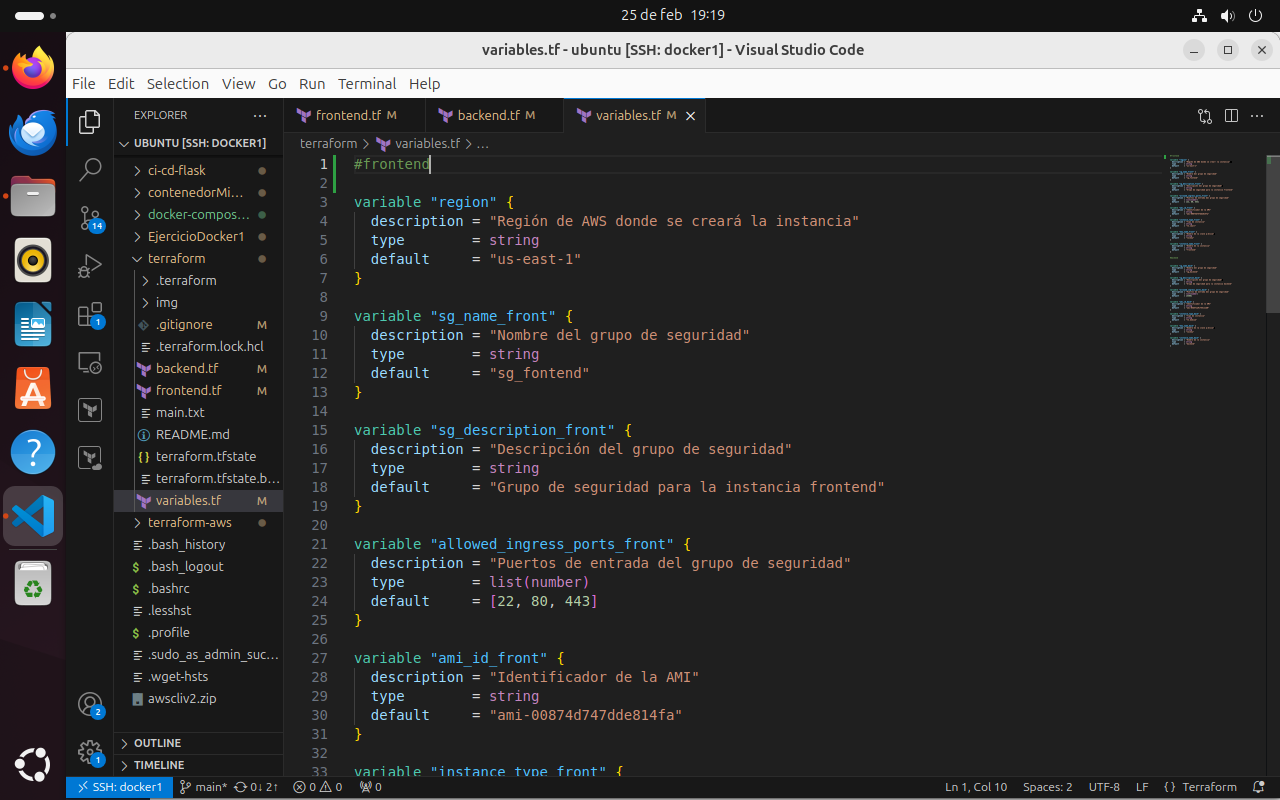 25 de feb 19:19
variables.tf - ubuntu [SSH: docker1] - Visual Studio Code
File Edit Selection View Go Run Terminal Help
EXPLORER
UBUNTU [SSH: DOCKER1]
ci-cd-flask
contenedorMi...
docker-compos...
EjercicioDocker1
terraform
.terraform
img
.gitignore M
.terraform.lock.hcl
backend.tf M
frontend.tf M
main.txt
README.md
terraform.tfstate
terraform.tfstate.b...
variables.tf M
terraform-aws
.bash_history
.bash_logout
.bashrc
.lesshst
.profile
.sudo_as_admin_suc...
.wget-hsts
awscliv2.zip
OUTLINE
TIMELINE
14
1
2
1
frontend.tf M
backend.tf M
variables.tf M
terraform > variables.tf > ...
1 #frontend
2
3 variable "region" {
4 description = "Región de AWS donde se creará la instancia"
5 type = string
6 default = "us-east-1"
7 }
8
9 variable "sg_name_front" {
10 description = "Nombre del grupo de seguridad"
11 type = string
12 default = "sg_fontend"
13 }
14
15 variable "sg_description_front" {
16 description = "Descripción del grupo de seguridad"
17 type = string
18 default = "Grupo de seguridad para la instancia frontend"
19 }
20
21 variable "allowed_ingress_ports_front" {
22 description = "Puertos de entrada del grupo de seguridad"
23 type = list(number)
24 default = [22, 80, 443]
25 }
26
27 variable "ami_id_front" {
28 description = "Identificador de la AMI"
29 type = string
30 default = "ami-00874d747dde814fa"
31 }
32
33 variable "instance_type_front" {
SSH: docker1 main* 0↓ 2↑ 0 0 0 Ln 1, Col 10 Spaces: 2 UTF-8 LF {} Terraform